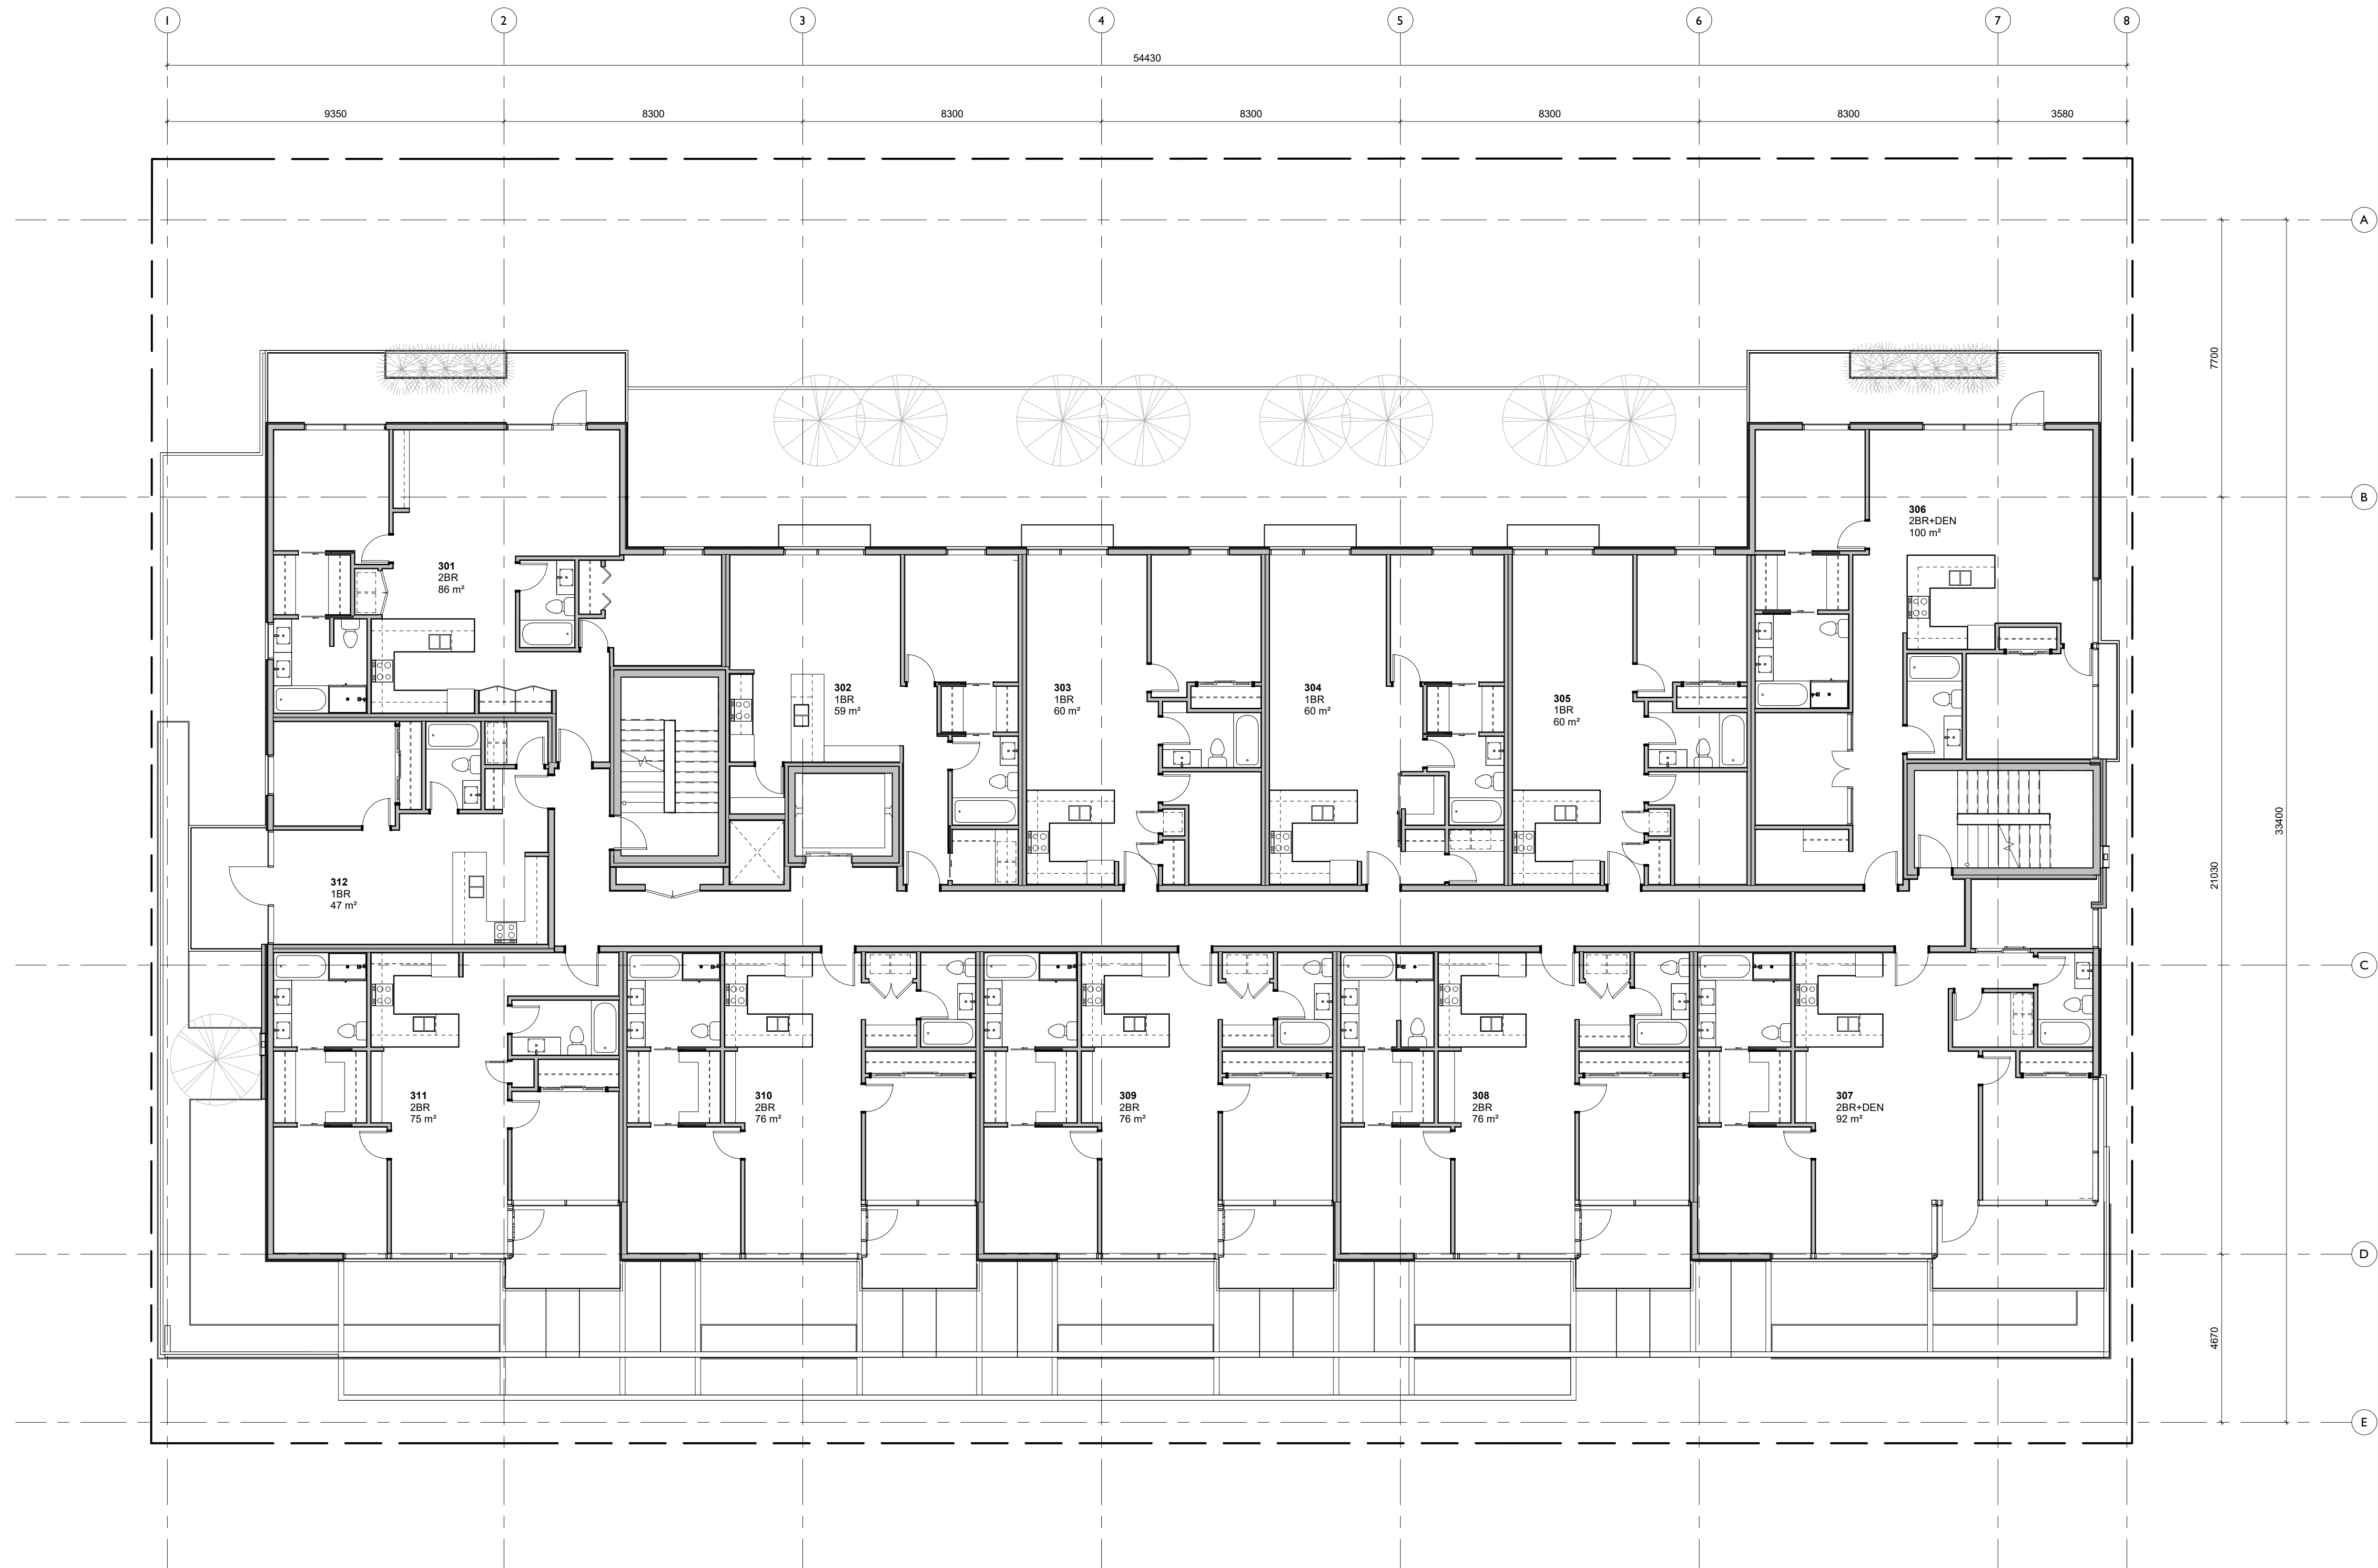 1 2 3 4 5 6 7 8
54430
9350 8300 8300 8300 8300 8300 3580
A
7700
B
306
2BR+DEN
100 m²
301
2BR
86 m²
302
1BR
59 m²
303
1BR
60 m²
304
1BR
60 m²
305
1BR
60 m²
33400
312
1BR
47 m²
21030
C
311
2BR
75 m²
310
2BR
76 m²
309
2BR
76 m²
308
2BR
76 m²
307
2BR+DEN
92 m²
D
4670
E